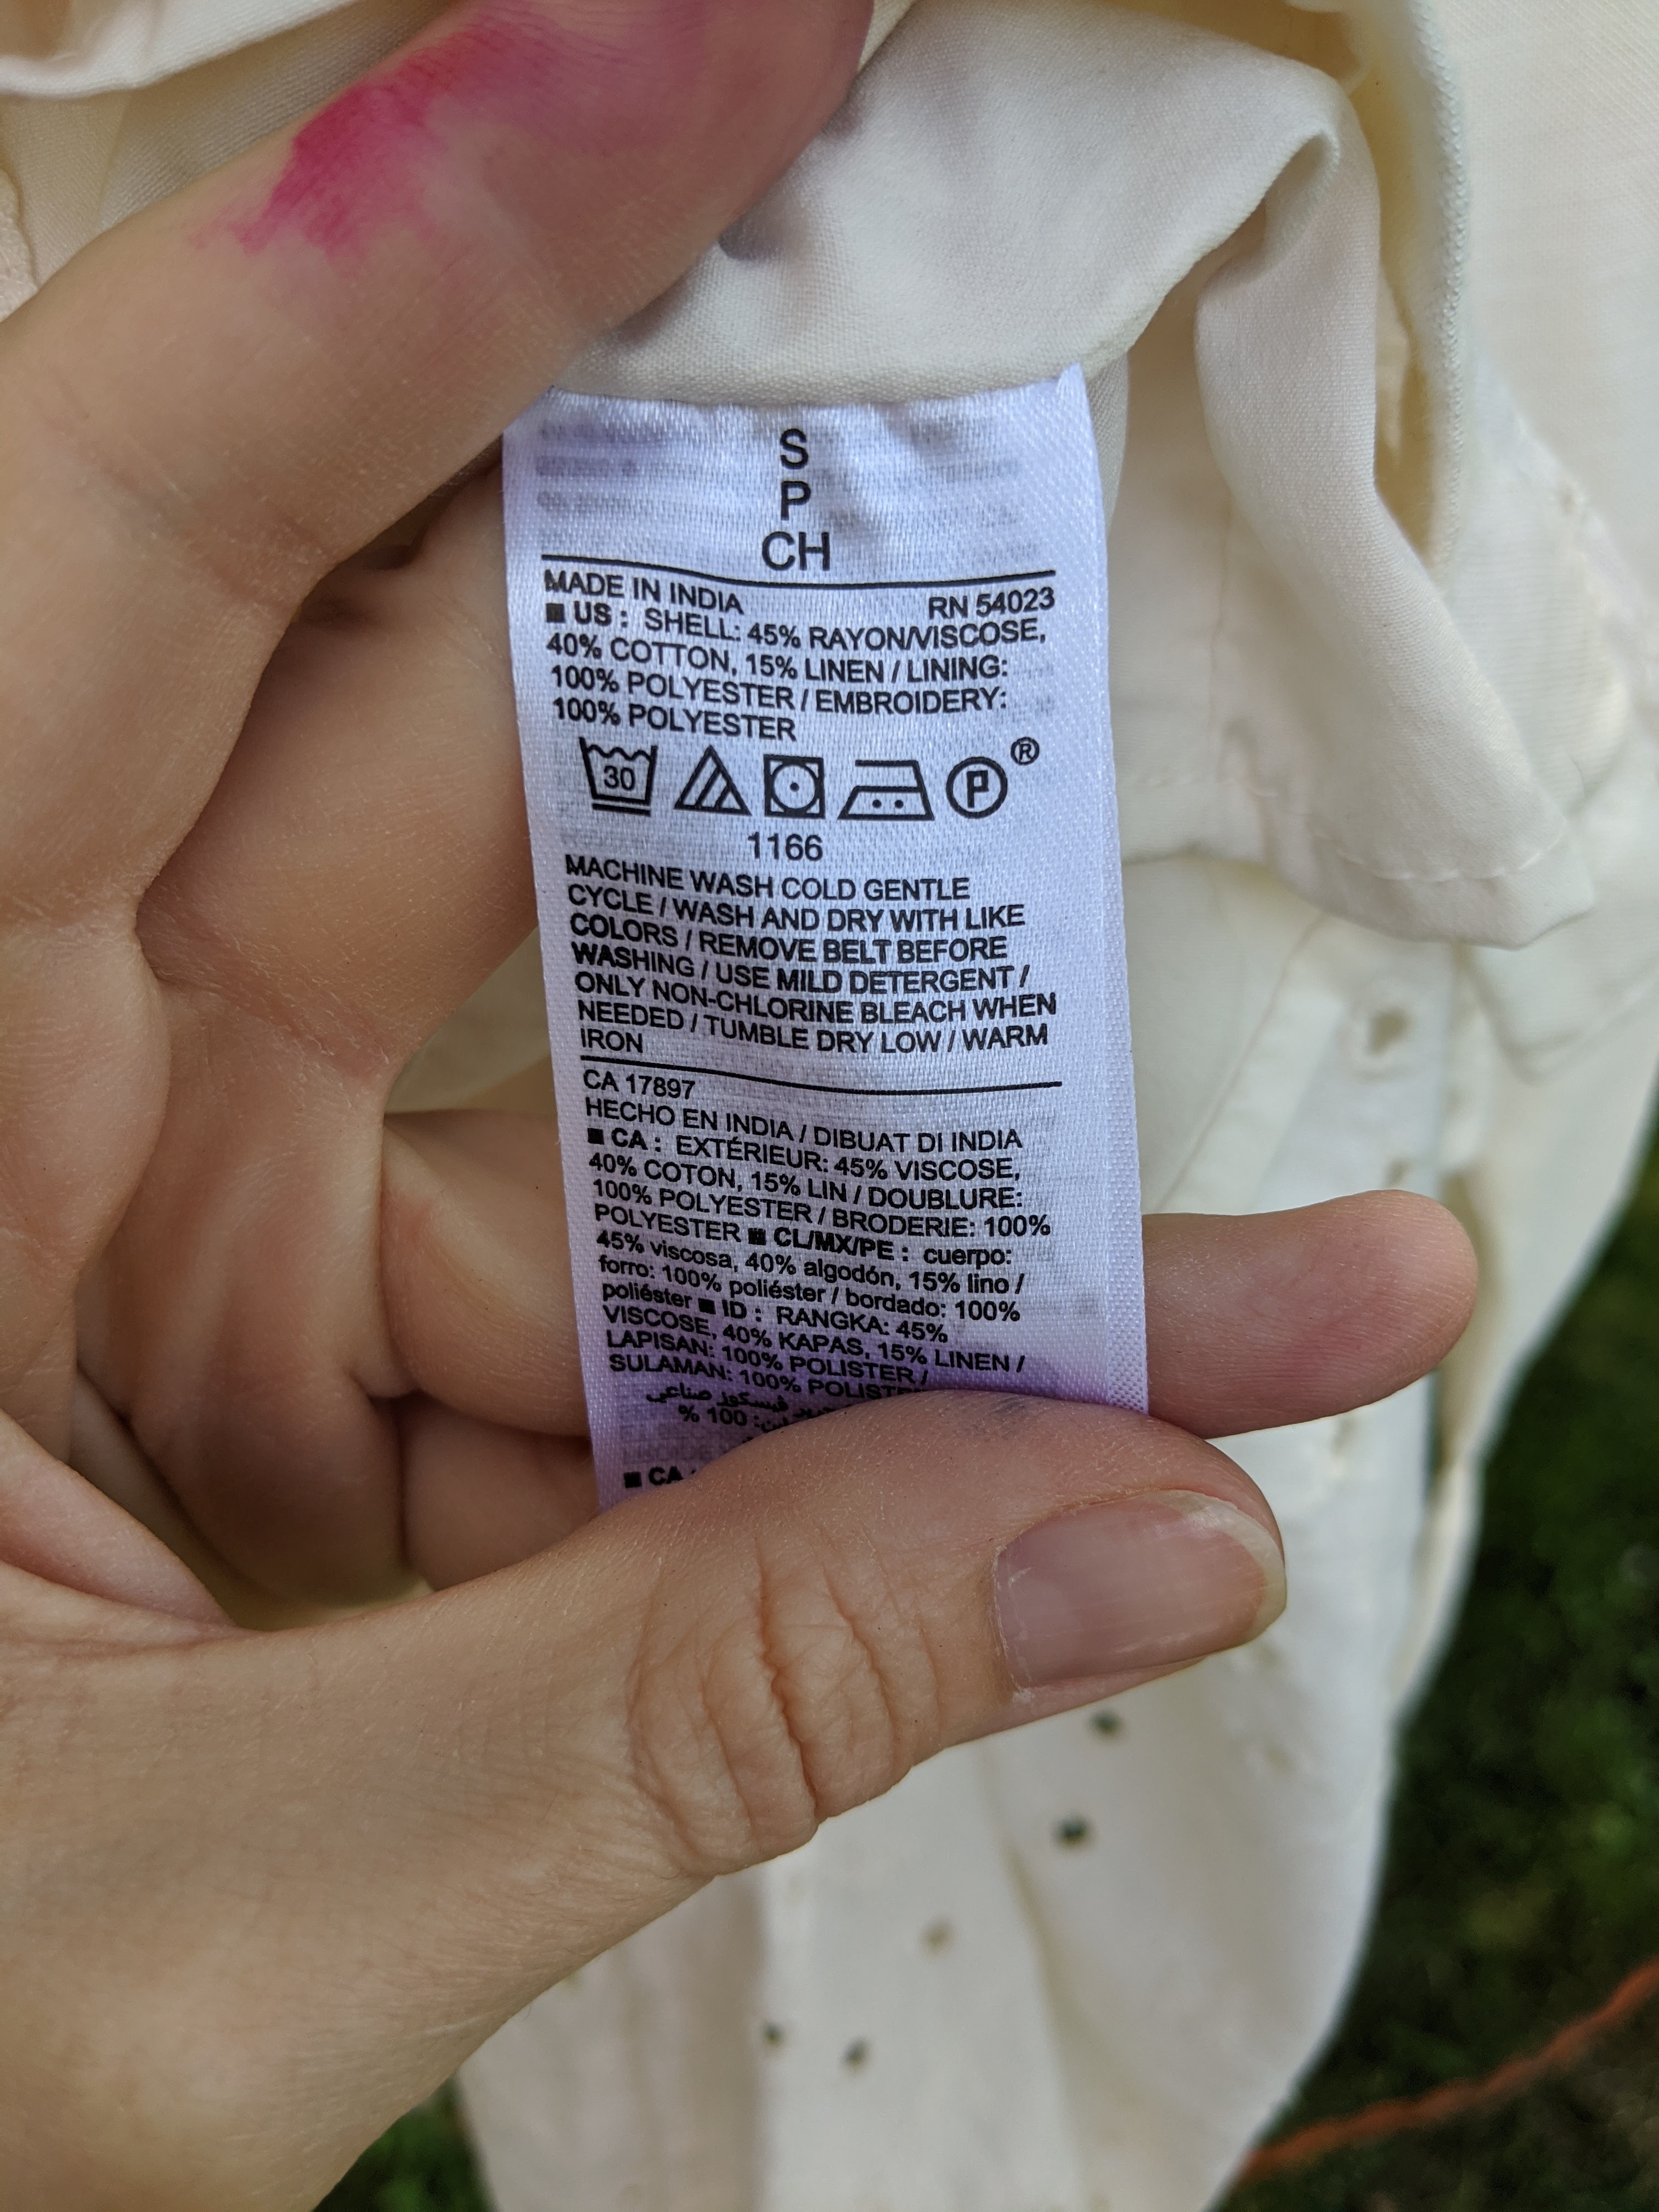 S
P
CH
MADE IN INDIA RN 54023
■ US : SHELL: 45% RAYON/VISCOSE,
40% COTTON, 15% LINEN / LINING:
100% POLYESTER / EMBROIDERY:
100% POLYESTER
30 P ®
1166
MACHINE WASH COLD GENTLE
CYCLE / WASH AND DRY WITH LIKE
COLORS / REMOVE BELT BEFORE
WASHING / USE MILD DETERGENT /
ONLY NON-CHLORINE BLEACH WHEN
NEEDED / TUMBLE DRY LOW / WARM
IRON
CA 17897
HECHO EN INDIA / DIBUAT DI INDIA
■ CA : EXTÉRIEUR: 45% VISCOSE,
40% COTON, 15% LIN / DOUBLURE:
100% POLYESTER / BRODERIE: 100%
POLYESTER ■ CL/MX/PE : cuerpo:
45% viscosa, 40% algodón, 15% lino /
forro: 100% poliéster / bordado: 100%
poliéster ■ ID : RANGKA: 45%
VISCOSE, 40% KAPAS, 15% LINEN /
LAPISAN: 100% POLISTER /
SULAMAN: 100%
فيسكوز صناعي
% 100
■ CA